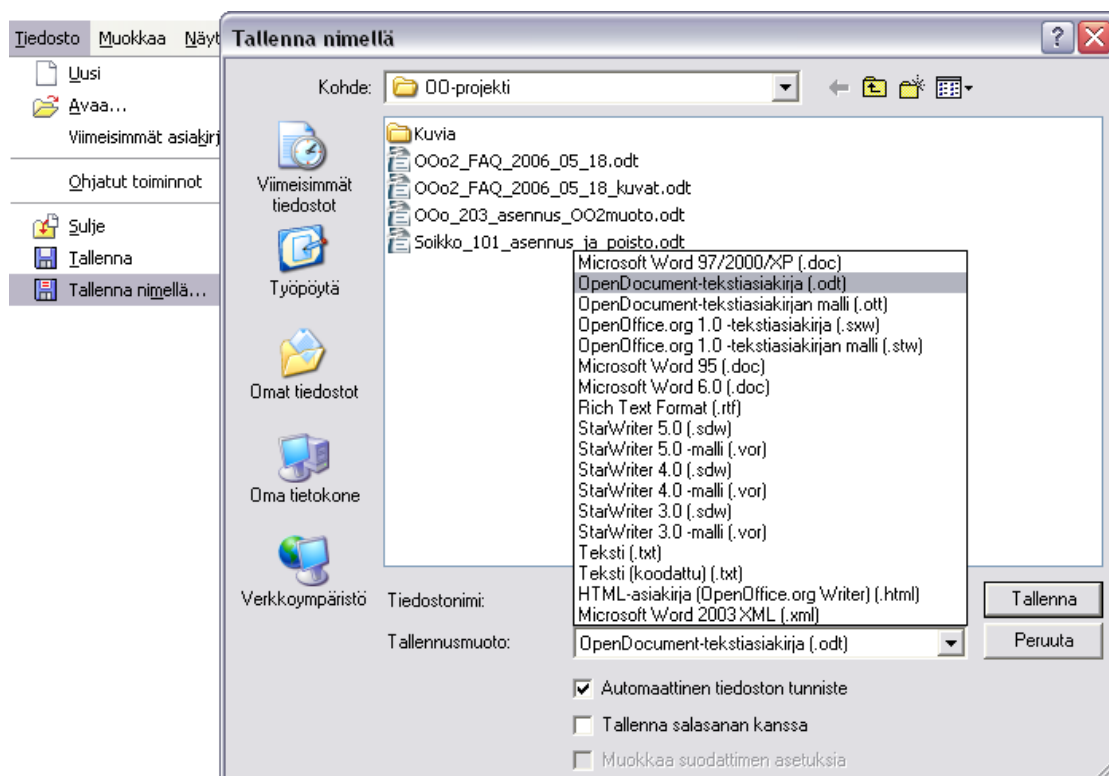 Tiedosto Muokkaa Näyt
Uusi
Avaa...
Viimeisimmät asiakirj
Ohjatut toiminnot
Sulje
Tallenna
Tallenna nimellä...
Tallenna nimellä
Kohde: OO-projekti
Viimeisimmät
tiedostot
Työpöytä
Omat tiedostot
Oma tietokone
Verkkoympäristö
Kuvia
OOo2_FAQ_2006_05_18.odt
OOo2_FAQ_2006_05_18_kuvat.odt
OOo_203_asennus_OO2muoto.odt
Soikko_101_asennus_ja_poisto.odt
Microsoft Word 97/2000/XP (.doc)
OpenDocument-tekstiasiakirja (.odt)
OpenDocument-tekstiasiakirjan malli (.ott)
OpenOffice.org 1.0 -tekstiasiakirja (.sxw)
OpenOffice.org 1.0 -tekstiasiakirjan malli (.stw)
Microsoft Word 95 (.doc)
Microsoft Word 6.0 (.doc)
Rich Text Format (.rtf)
StarWriter 5.0 (.sdw)
StarWriter 5.0 -malli (.vor)
StarWriter 4.0 (.sdw)
StarWriter 4.0 -malli (.vor)
StarWriter 3.0 (.sdw)
StarWriter 3.0 -malli (.vor)
Teksti (.txt)
Teksti (koodattu) (.txt)
HTML-asiakirja (OpenOffice.org Writer) (.html)
Microsoft Word 2003 XML (.xml)
Tiedostonimi:
Tallenna
Tallennusmuoto: OpenDocument-tekstiasiakirja (.odt)
Peruuta
Automaattinen tiedoston tunniste
Tallenna salasanan kanssa
Muokkaa suodattimen asetuksia